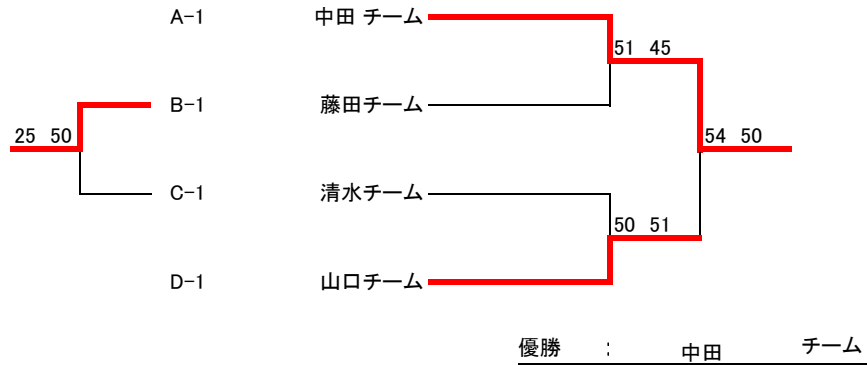 A-1 中田 チーム
51 45
B-1 藤田チーム
25 50
54 50
C-1 清水チーム
50 51
D-1 山口チーム
優勝 : 中田 チーム